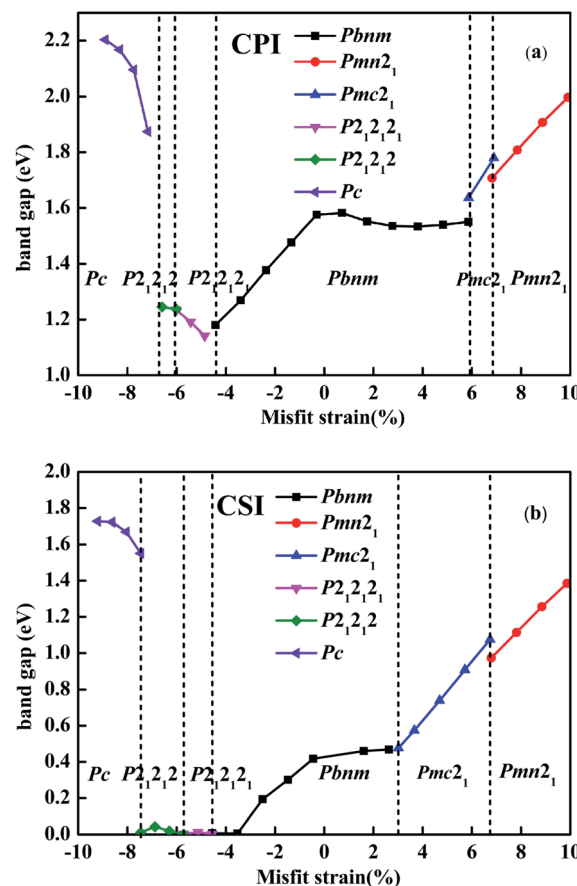 CPI
(a)
Pbnm
Pmn2₁
Pmc2₁
P2₁2₁2₁
P2₁2₁2
Pc
2.2
2.0
1.8
1.6
1.4
1.2
1.0
band gap (eV)
Pc P2₁2₁2 P2₁2₁2₁ Pbnm Pmc2₁ Pmn2₁
-10 -8 -6 -4 -2 0 2 4 6 8 10
Misfit strain(%)
CSI
(b)
Pbnm
Pmn2₁
Pmc2₁
P2₁2₁2₁
P2₁2₁2
Pc
2.0
1.8
1.6
1.4
1.2
1.0
0.8
0.6
0.4
0.2
0.0
band gap (eV)
Pc P2₁2₁2 P2₁2₁2₁ Pbnm Pmc2₁ Pmn2₁
-10 -8 -6 -4 -2 0 2 4 6 8 10
Misfit strain(%)